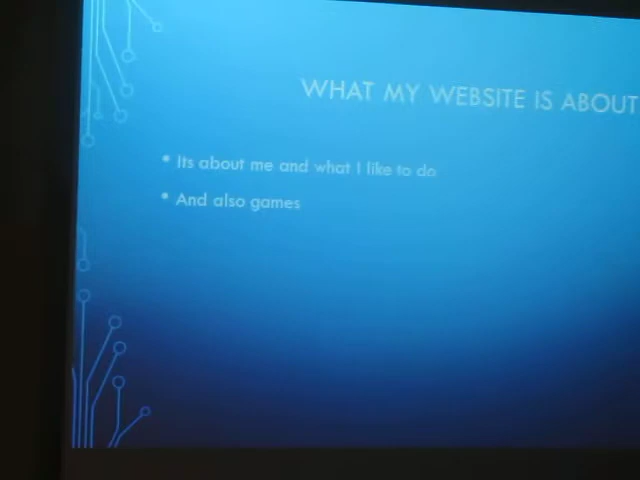 WHAT MY WEBSITE IS ABOUT
• Its about me and what I like to do
• And also games